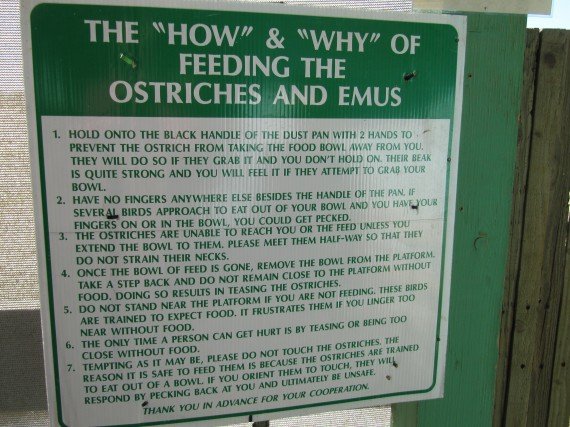 THE "HOW" & "WHY" OF
FEEDING THE
OSTRICHES AND EMUS
1. HOLD ONTO THE BLACK HANDLE OF THE DUST PAN WITH 2 HANDS TO
PREVENT THE OSTRICH FROM TAKING THE FOOD BOWL AWAY FROM YOU.
THEY WILL DO SO IF THEY GRAB IT AND YOU DON'T HOLD ON. THEIR BEAK
IS QUITE STRONG AND YOU WILL FEEL IT IF THEY ATTEMPT TO GRAB YOUR
BOWL.
2. HAVE NO FINGERS ANYWHERE ELSE BESIDES THE HANDLE OF THE PAN. IF
SEVERAL BIRDS APPROACH TO EAT OUT OF YOUR BOWL AND YOU HAVE YOUR
FINGERS ON OR IN THE BOWL, YOU COULD GET PECKED.
3. THE OSTRICHES ARE UNABLE TO REACH YOU OR THE FEED UNLESS YOU
EXTEND THE BOWL TO THEM. PLEASE MEET THEM HALF-WAY SO THAT THEY
DO NOT STRAIN THEIR NECKS.
4. ONCE THE BOWL OF FEED IS GONE, REMOVE THE BOWL FROM THE PLATFORM.
TAKE A STEP BACK AND DO NOT REMAIN CLOSE TO THE PLATFORM WITHOUT
FOOD. DOING SO RESULTS IN TEASING THE OSTRICHES.
5. DO NOT STAND NEAR THE PLATFORM IF YOU ARE NOT FEEDING. THESE BIRDS
ARE TRAINED TO EXPECT FOOD. IT FRUSTRATES THEM IF YOU LINGER TOO
NEAR WITHOUT FOOD.
6. THE ONLY TIME A PERSON CAN GET HURT IS BY TEASING OR BEING TOO
CLOSE WITHOUT FOOD.
7. TEMPTING AS IT MAY BE, PLEASE DO NOT TOUCH THE OSTRICHES. THE
REASON IT IS SAFE TO FEED THEM IS BECAUSE THE OSTRICHES ARE TRAINED
TO EAT OUT OF A BOWL. IF YOU ORIENT THEM TO TOUCH, THEY WILL
RESPOND BY PECKING BACK AT YOU AND ULTIMATELY BE UNSAFE.
THANK YOU IN ADVANCE FOR YOUR COOPERATION.